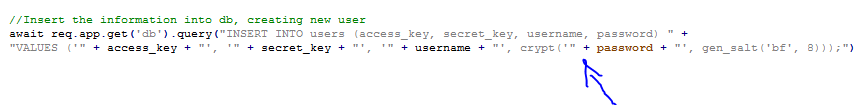 //Insert the information into db, creating new user
await req.app.get('db').query("INSERT INTO users (access_key, secret_key, username, password) " +
"VALUES ('" + access_key + "', '" + secret_key + "', '" + username + "', crypt('" + password + "', gen_salt('bf', 8)));")